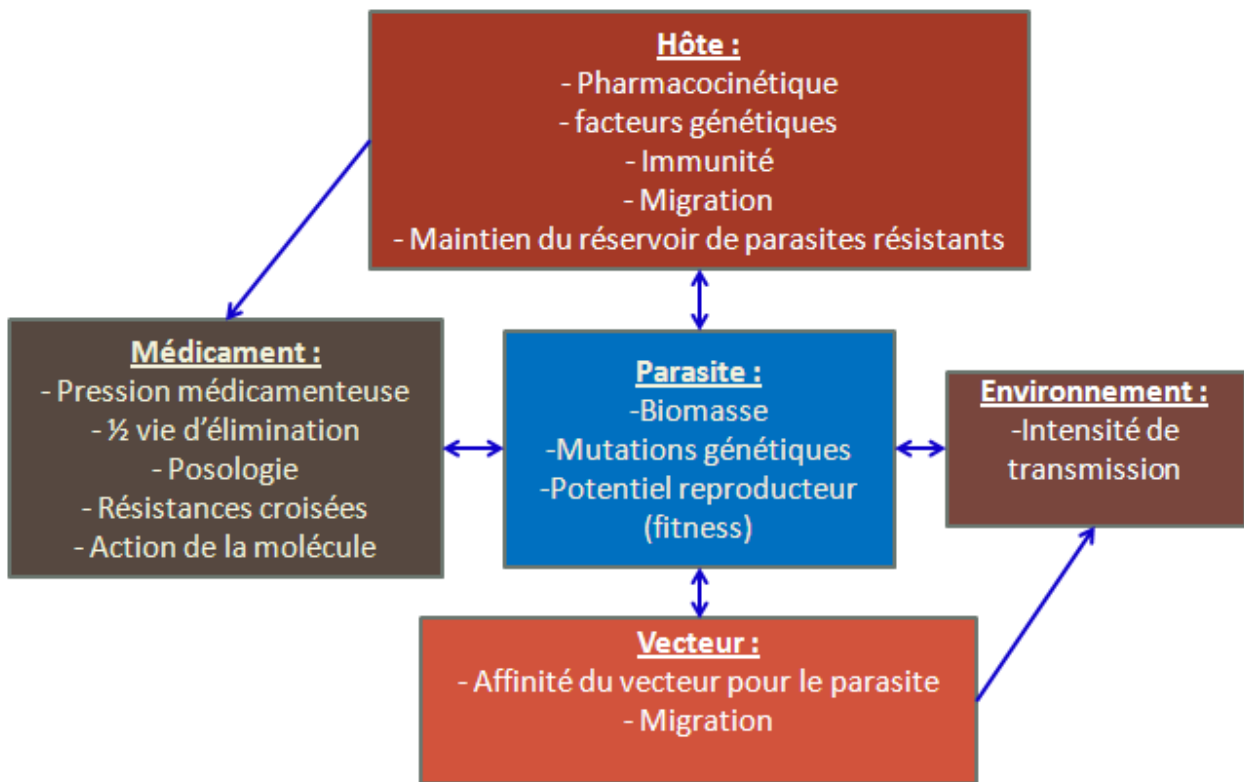 Hôte :
- Pharmacocinétique
- facteurs génétiques
- Immunité
- Migration
- Maintien du réservoir de parasites résistants
Médicament :
- Pression médicamenteuse
- ½ vie d’élimination
- Posologie
- Résistances croisées
- Action de la molécule
Parasite :
-Biomasse
-Mutations génétiques
-Potentiel reproducteur
(fitness)
Environnement :
-Intensité de
transmission
Vecteur :
- Affinité du vecteur pour le parasite
- Migration